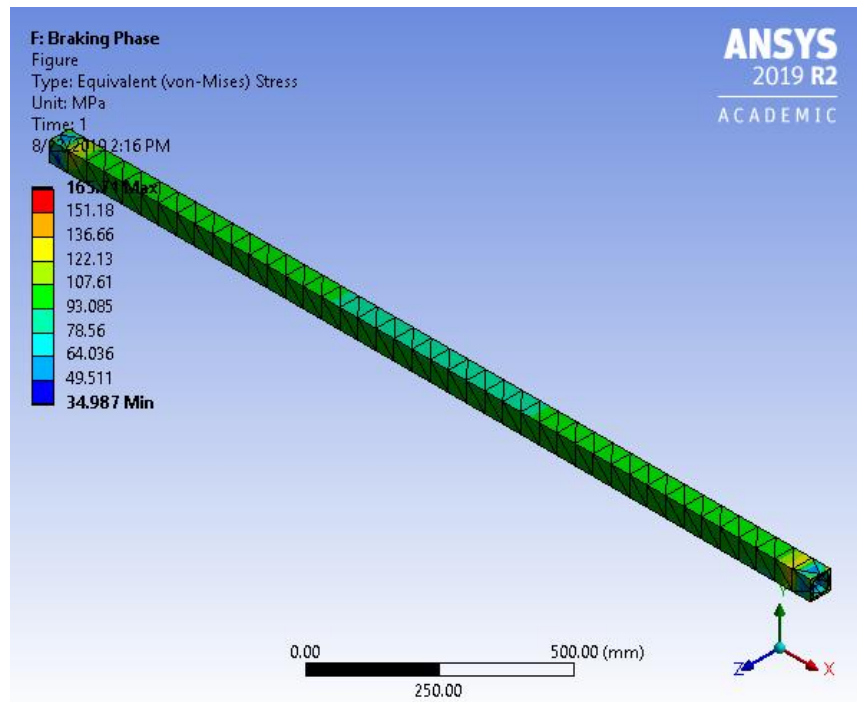 F: Braking Phase
Figure
Type: Equivalent (von-Mises) Stress
Unit: MPa
Time: 1
2:16 PM
165.71 Max
151.18
136.66
122.13
107.61
93.085
78.56
64.036
49.511
34.987 Min
ANSYS
2019 R2
ACADEMIC
0.00
500.00 (mm)
250.00
Y
Z
X